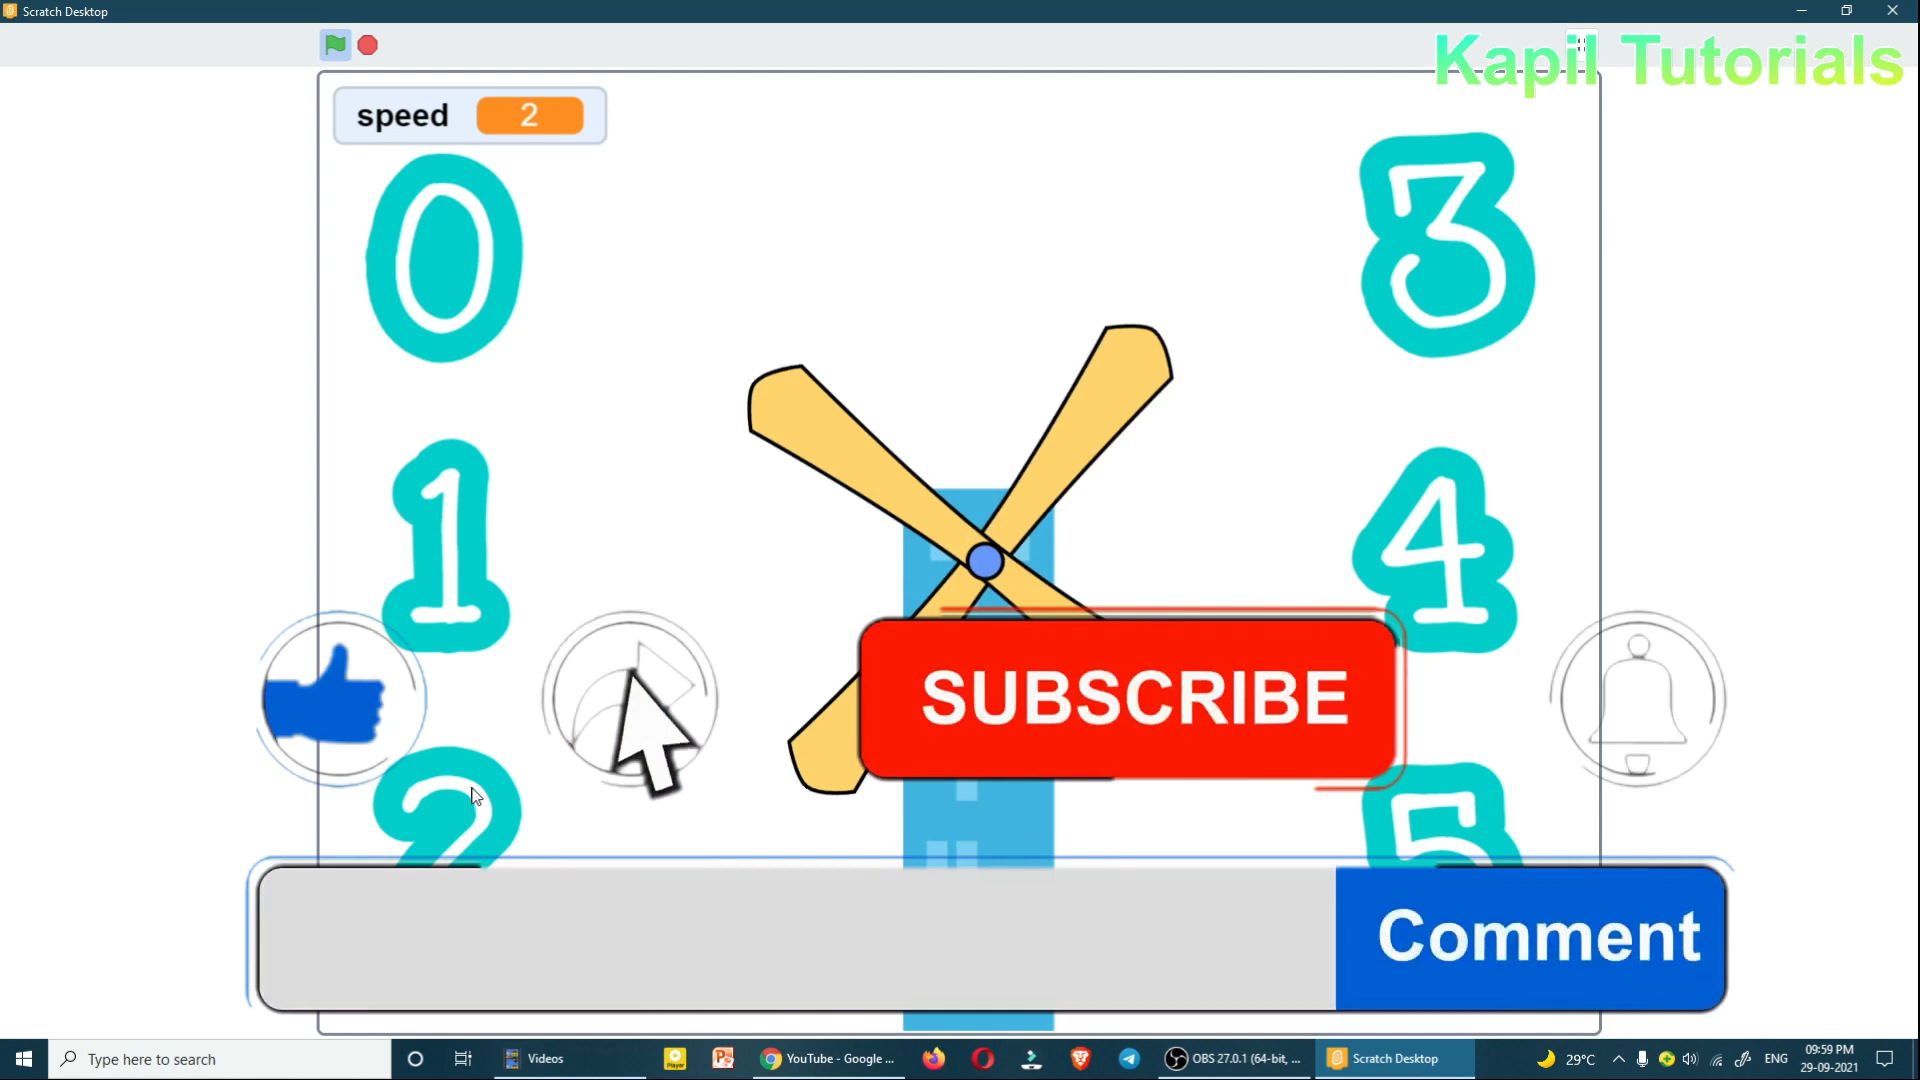 Scratch Desktop
Kapil Tutorials
speed 2
0
3
1
4
SUBSCRIBE
2
5
Comment
Type here to search
Videos
Player
YouTube - Google ...
OBS 27.0.1 (64-bit, ...
Scratch Desktop
29°C
ENG
09:59 PM
29-09-2021